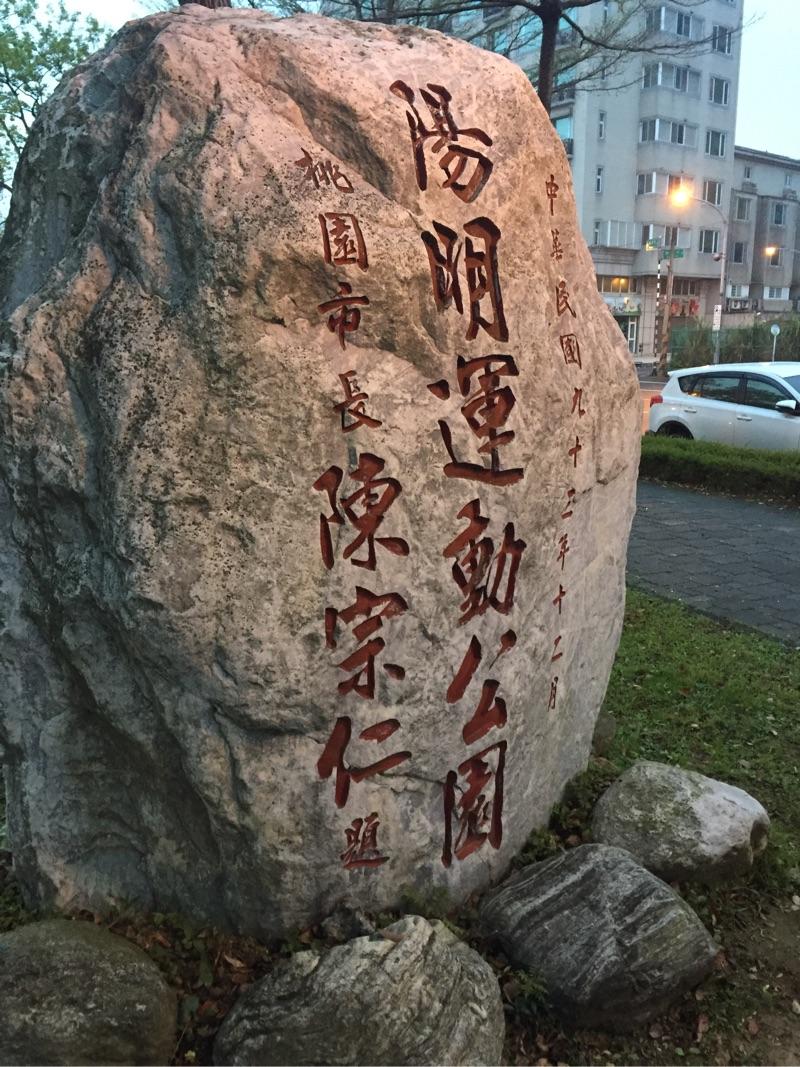 中華民國九十三年十二月
陽明運動公園
桃園市長陳宗仁題